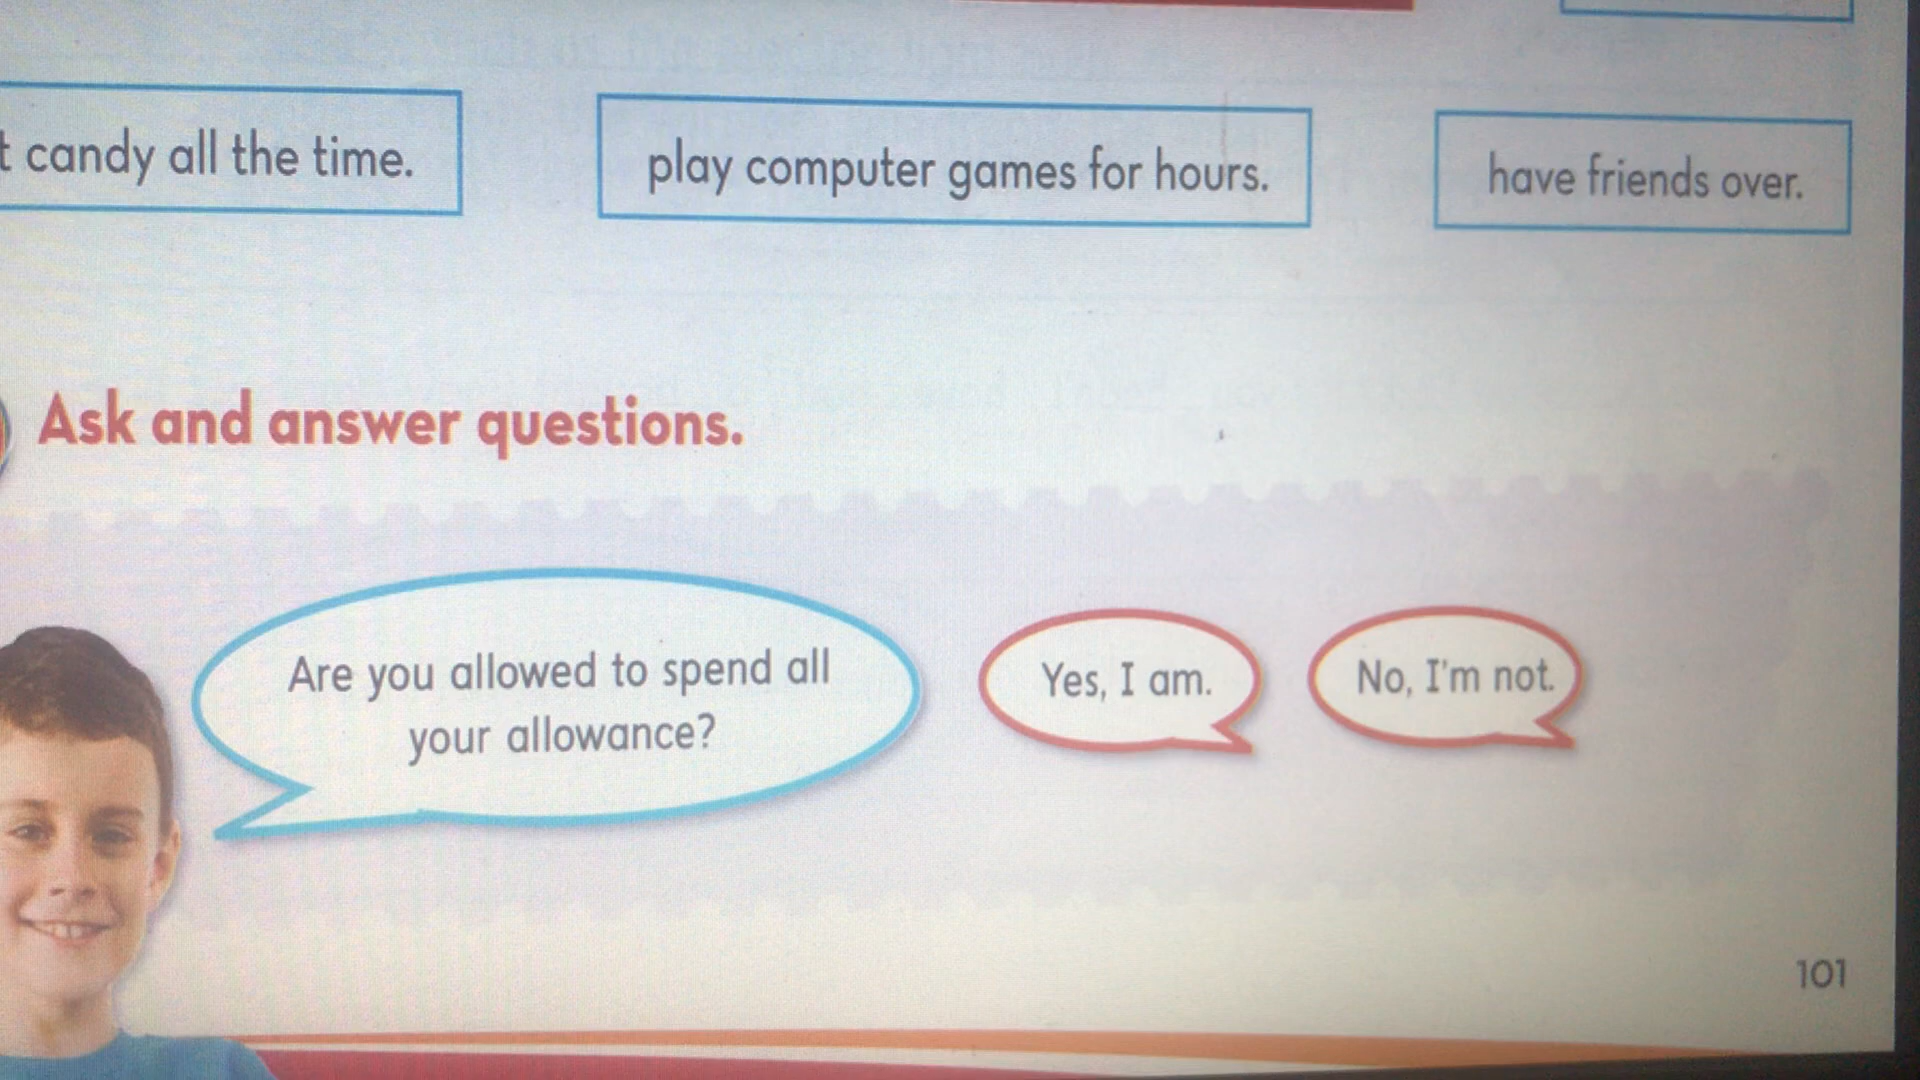 candy all the time.
play computer games for hours.
have friends over.
Ask and answer questions.
Are you allowed to spend all
your allowance?
Yes, I am.
No, I'm not.
101